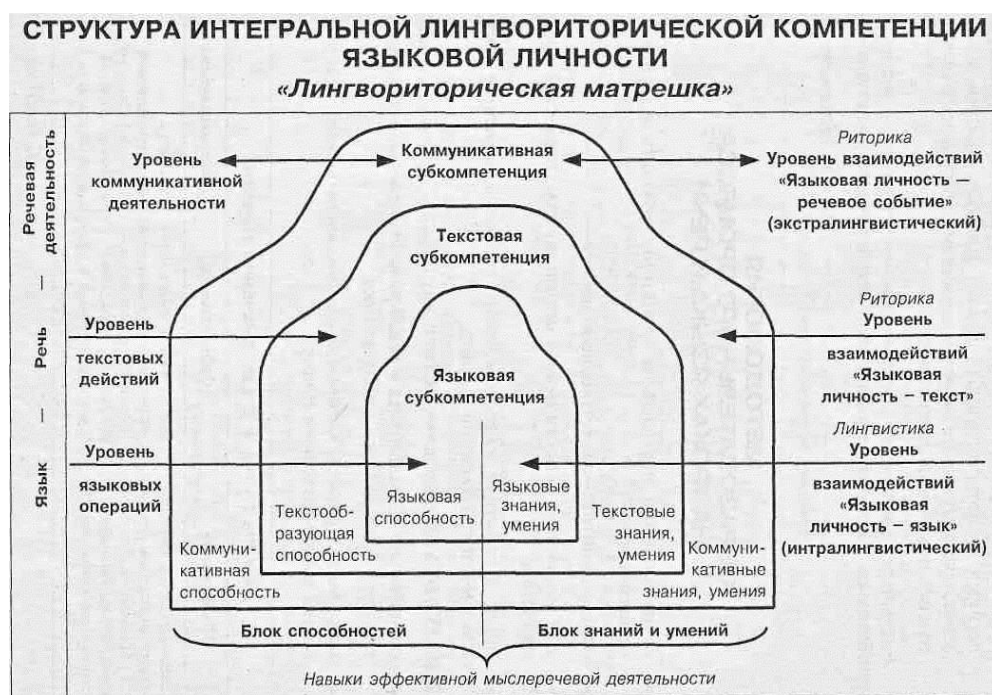 СТРУКТУРА ИНТЕГРАЛЬНОЙ ЛИНГВОРИТОРИЧЕСКОЙ КОМПЕТЕНЦИИ
ЯЗЫКОВОЙ ЛИЧНОСТИ
«Лингвориторическая матрешка»
Речевая
деятельность
—
Речь
—
Язык
Уровень
коммуникативной
деятельности
Коммуникативная
субкомпетенция
Риторика
Уровень взаимодействий
«Языковая личность —
речевое событие»
(экстралингвистический)
Текстовая
субкомпетенция
Уровень
текстовых
действий
Риторика
Уровень
взаимодействий
«Языковая
личность – текст»
Языковая
субкомпетенция
Уровень
языковых
операций
Лингвистика
Уровень
взаимодействий
«Языковая
личность – язык»
(интралингвистический)
Языковая
способность
Языковые
знания,
умения
Текстооб-
разующая
способность
Текстовые
знания,
умения
Коммуни-
кативная
способность
Коммуни-
кативные
знания, умения
Блок способностей
Блок знаний и умений
Навыки эффективной мыслеречевой деятельности